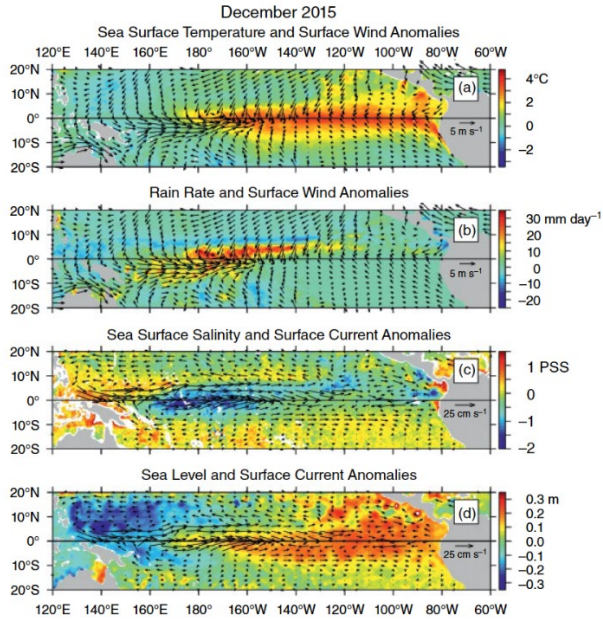 December 2015
Sea Surface Temperature and Surface Wind Anomalies
120°E 140°E 160°E 180°W 160°W 140°W 120°W 100°W 80°W 60°W
20°N
10°N
0°
10°S
20°S
(a)
5 m s⁻¹
4°C
2
0
−2
Rain Rate and Surface Wind Anomalies
20°N
10°N
0°
10°S
20°S
(b)
5 m s⁻¹
30 mm day⁻¹
20
10
0
−10
−20
Sea Surface Salinity and Surface Current Anomalies
20°N
10°N
0°
10°S
20°S
(c)
25 cm s⁻¹
1 PSS
0
−1
−2
Sea Level and Surface Current Anomalies
20°N
10°N
0°
10°S
20°S
(d)
25 cm s⁻¹
0.3 m
0.2
0.1
0.0
−0.1
−0.2
−0.3
120°E 140°E 160°E 180°W 160°W 140°W 120°W 100°W 80°W 60°W